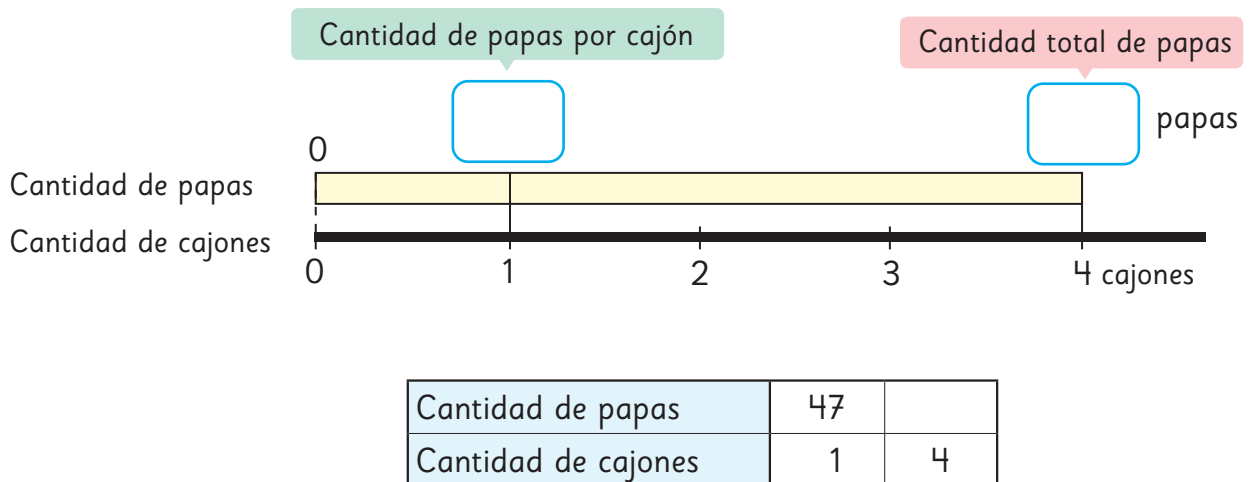 Cantidad de papas por cajón
Cantidad total de papas
papas
0
Cantidad de papas
Cantidad de cajones
0 1 2 3 4 cajones
Cantidad de papas 47
Cantidad de cajones 1 4